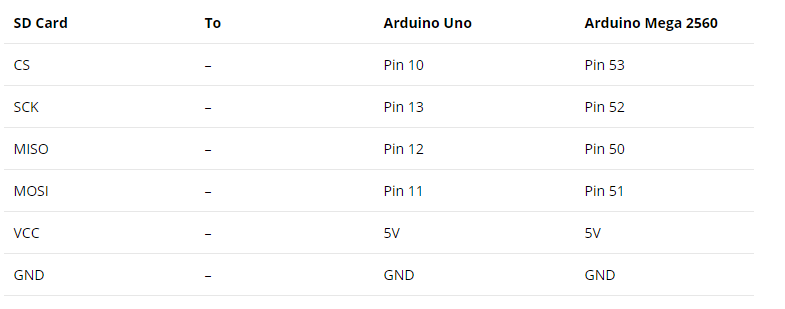 SD Card To Arduino Uno Arduino Mega 2560
CS – Pin 10 Pin 53
SCK – Pin 13 Pin 52
MISO – Pin 12 Pin 50
MOSI – Pin 11 Pin 51
VCC – 5V 5V
GND – GND GND